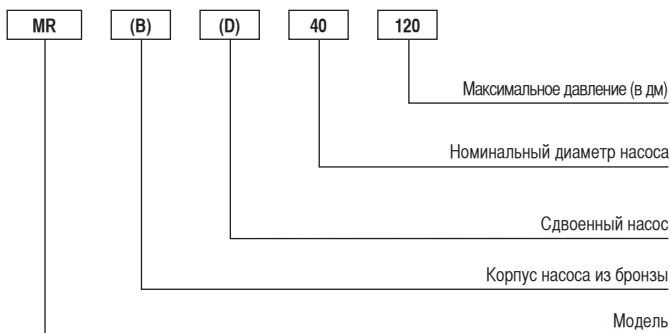 MR (B) (D) 40 120
Максимальное давление (в дм)
Номинальный диаметр насоса
Сдвоенный насос
Корпус насоса из бронзы
Модель